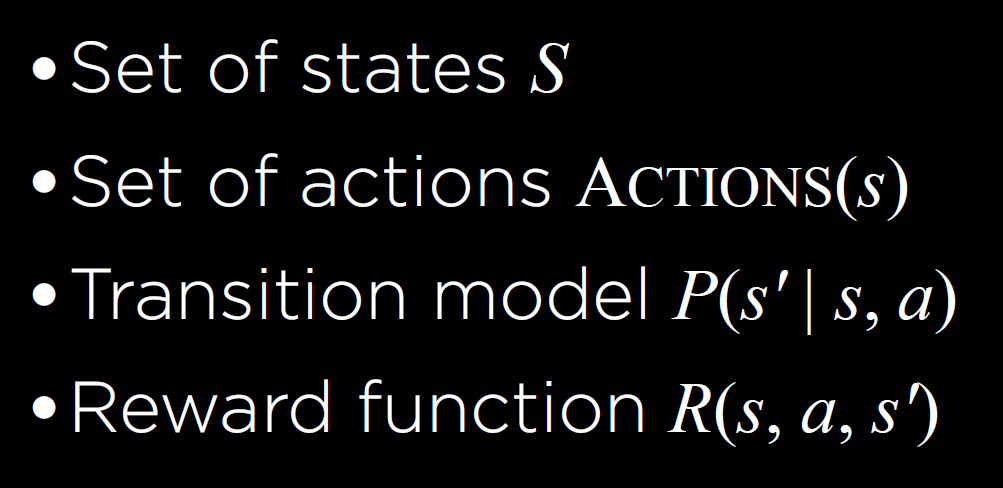 • Set of states S
• Set of actions ACTIONS(s)
• Transition model P(s′ | s, a)
• Reward function R(s, a, s′)